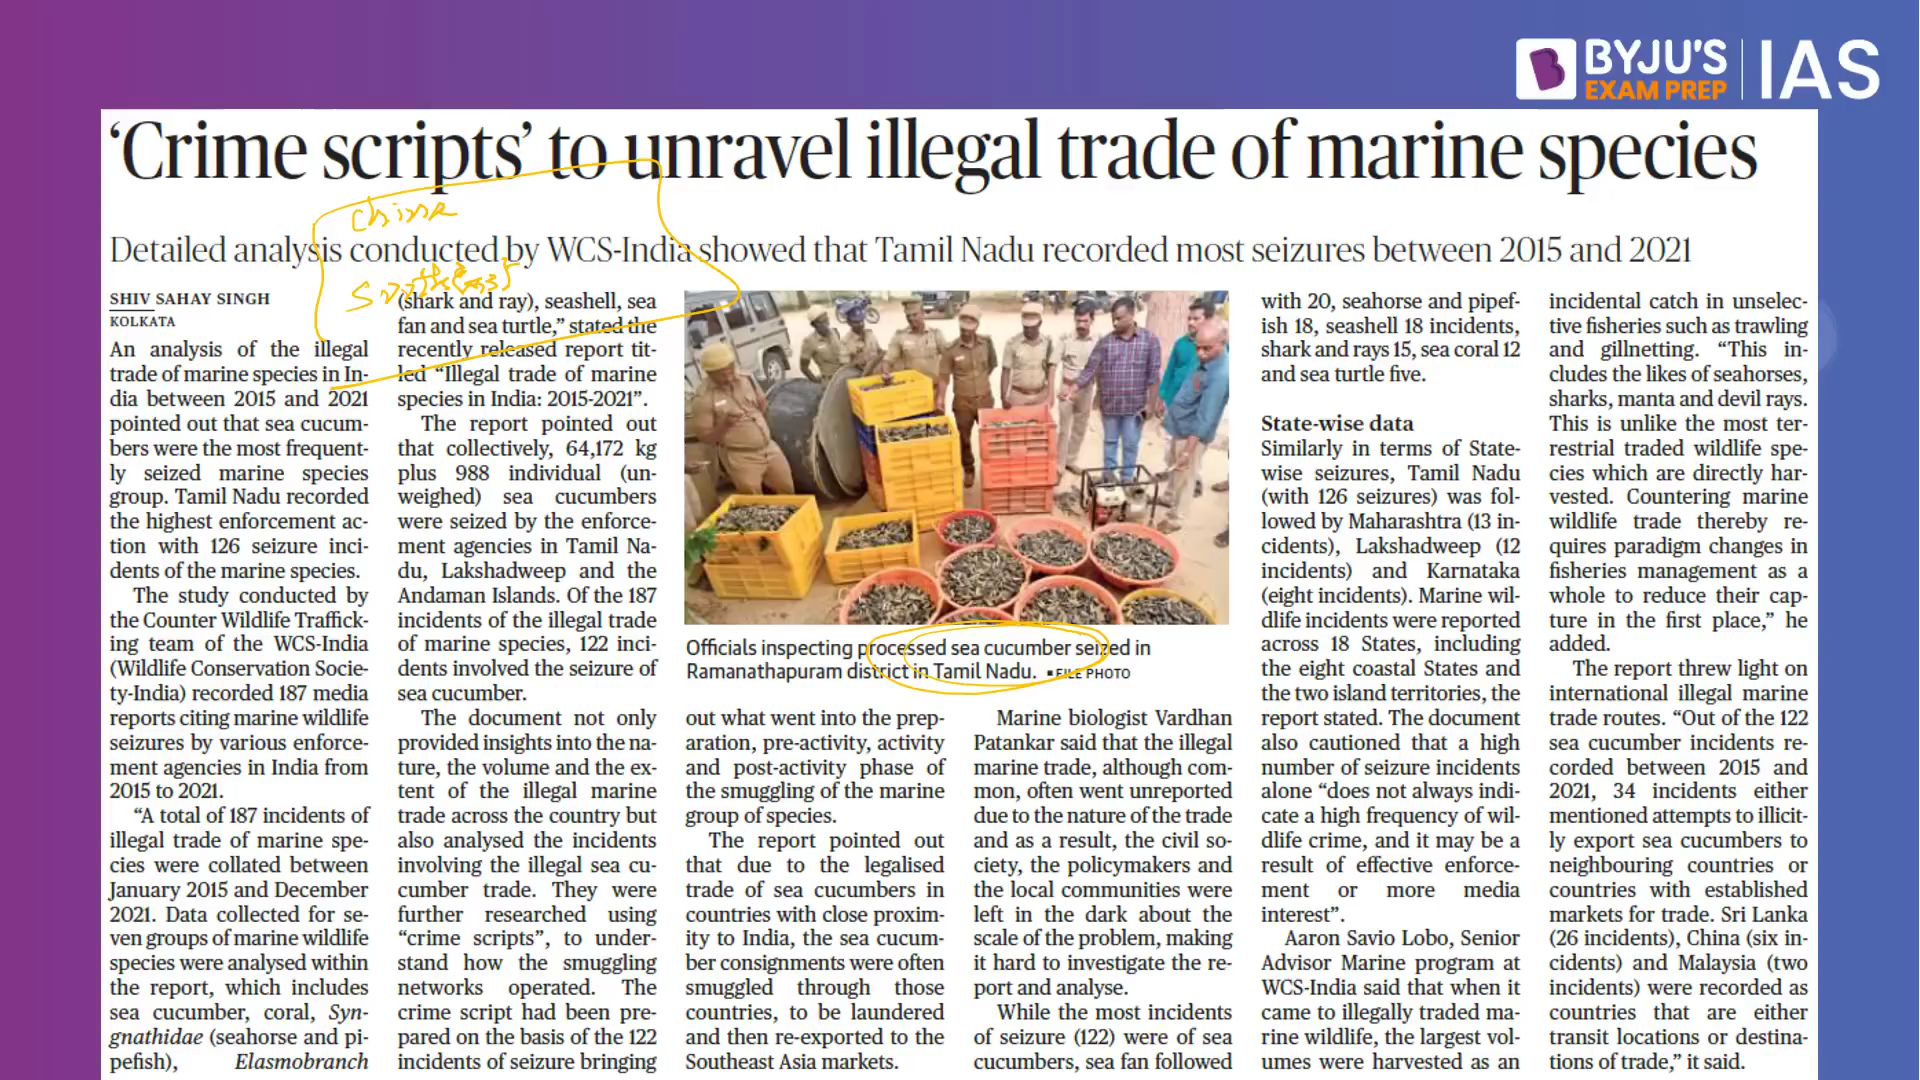 BYJU'S
EXAM PREP
IAS
‘Crime scripts’ to unravel illegal trade of marine species
Detailed analysis conducted by WCS-India showed that Tamil Nadu recorded most seizures between 2015 and 2021
SHIV SAHAY SINGH
KOLKATA
An analysis of the illegal
trade of marine species in In-
dia between 2015 and 2021
pointed out that sea cucum-
bers were the most frequent-
ly seized marine species
group. Tamil Nadu recorded
the highest enforcement ac-
tion with 126 seizure inci-
dents of the marine species.
The study conducted by
the Counter Wildlife Traffick-
ing team of the WCS-India
(Wildlife Conservation Socie-
ty-India) recorded 187 media
reports citing marine wildlife
seizures by various enforce-
ment agencies in India from
2015 to 2021.
“A total of 187 incidents of
illegal trade of marine spe-
cies were collated between
January 2015 and December
2021. Data collected for se-
ven groups of marine wildlife
species were analysed within
the report, which includes
sea cucumber, coral, Syn-
gnathidae (seahorse and pi-
pefish), Elasmobranch
(shark and ray), seashell, sea
fan and sea turtle,” stated the
recently released report tit-
led “Illegal trade of marine
species in India: 2015-2021”.
The report pointed out
that collectively, 64,172 kg
plus 988 individual (un-
weighed) sea cucumbers
were seized by the enforce-
ment agencies in Tamil Na-
du, Lakshadweep and the
Andaman Islands. Of the 187
incidents of the illegal trade
of marine species, 122 inci-
dents involved the seizure of
sea cucumber.
The document not only
provided insights into the na-
ture, the volume and the ex-
tent of the illegal marine
trade across the country but
also analysed the incidents
involving the illegal sea cu-
cumber trade. They were
further researched using
“crime scripts”, to under-
stand how the smuggling
networks operated. The
crime script had been pre-
pared on the basis of the 122
incidents of seizure bringing
Officials inspecting processed sea cucumber seized in
Ramanathapuram district in Tamil Nadu. ▪FILE PHOTO
out what went into the prep-
aration, pre-activity, activity
and post-activity phase of
the smuggling of the marine
group of species.
The report pointed out
that due to the legalised
trade of sea cucumbers in
countries with close proxim-
ity to India, the sea cucum-
ber consignments were often
smuggled through those
countries, to be laundered
and then re-exported to the
Southeast Asia markets.
Marine biologist Vardhan
Patankar said that the illegal
marine trade, although com-
mon, often went unreported
due to the nature of the trade
and as a result, the civil so-
ciety, the policymakers and
the local communities were
left in the dark about the
scale of the problem, making
it hard to investigate the re-
port and analyse.
While the most incidents
of seizure (122) were of sea
cucumbers, sea fan followed
with 20, seahorse and pipef-
ish 18, seashell 18 incidents,
shark and rays 15, sea coral 12
and sea turtle five.
State-wise data
Similarly in terms of State-
wise seizures, Tamil Nadu
(with 126 seizures) was fol-
lowed by Maharashtra (13 in-
cidents), Lakshadweep (12
incidents) and Karnataka
(eight incidents). Marine wil-
dlife incidents were reported
across 18 States, including
the eight coastal States and
the two island territories, the
report stated. The document
also cautioned that a high
number of seizure incidents
alone “does not always indi-
cate a high frequency of wil-
dlife crime, and it may be a
result of effective enforce-
ment or more media
interest”.
Aaron Savio Lobo, Senior
Advisor Marine program at
WCS-India said that when it
came to illegally traded ma-
rine wildlife, the largest vol-
umes were harvested as an
incidental catch in unselec-
tive fisheries such as trawling
and gillnetting. “This in-
cludes the likes of seahorses,
sharks, manta and devil rays.
This is unlike the most ter-
restrial traded wildlife spe-
cies which are directly har-
vested. Countering marine
wildlife trade thereby re-
quires paradigm changes in
fisheries management as a
whole to reduce their cap-
ture in the first place,” he
added.
The report threw light on
international illegal marine
trade routes. “Out of the 122
sea cucumber incidents re-
corded between 2015 and
2021, 34 incidents either
mentioned attempts to illicit-
ly export sea cucumbers to
neighbouring countries or
countries with established
markets for trade. Sri Lanka
(26 incidents), China (six in-
cidents) and Malaysia (two
incidents) were recorded as
countries that are either
transit locations or destina-
tions of trade,” it said.